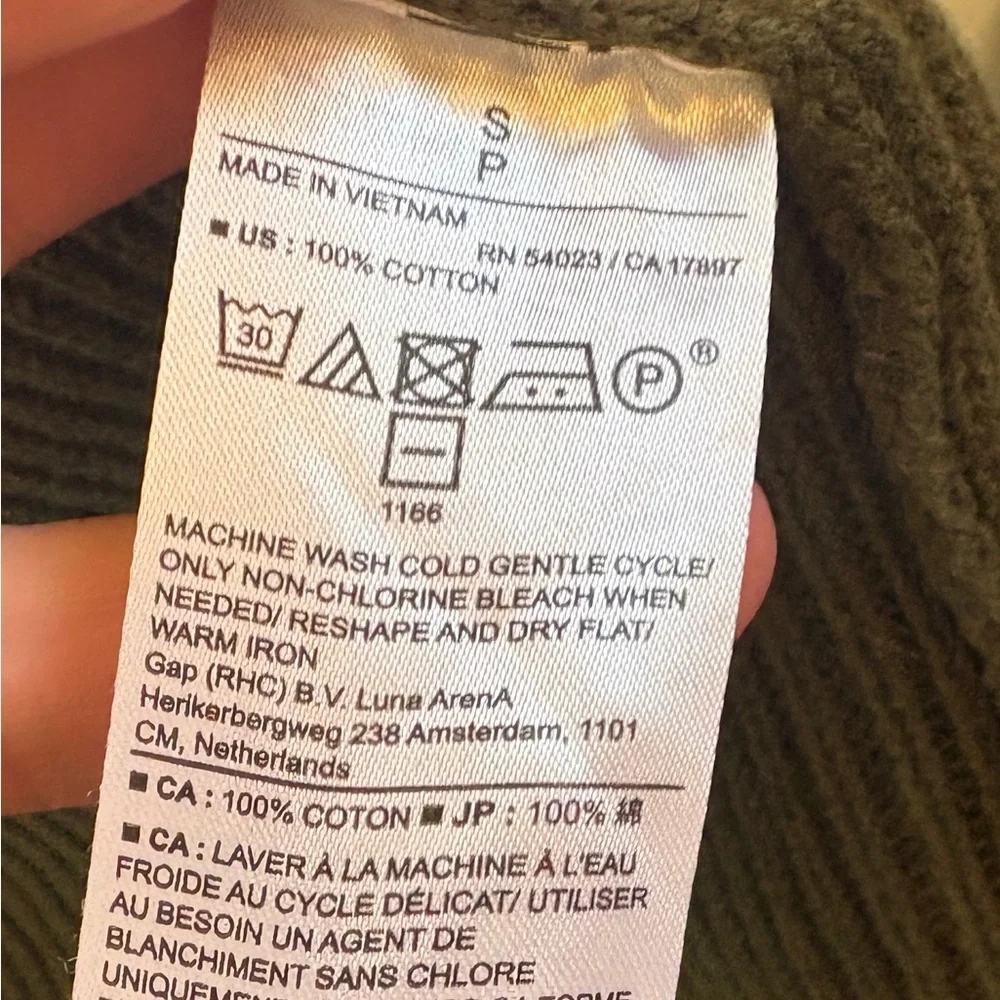 S
P
MADE IN VIETNAM
RN 54023 / CA 17897
■ US : 100% COTTON
30
P
H
1166
MACHINE WASH COLD GENTLE CYCLE/
ONLY NON-CHLORINE BLEACH WHEN
NEEDED/ RESHAPE AND DRY FLAT/
WARM IRON
Gap (RHC) B.V. Luna ArenA
Herikerbergweg 238 Amsterdam, 1101
CM, Netherlands
■ CA : 100% COTON ■ JP : 100% 綿
■ CA : LAVER À LA MACHINE À L'EAU
FROIDE AU CYCLE DÉLICAT/ UTILISER
AU BESOIN UN AGENT DE
BLANCHIMENT SANS CHLORE